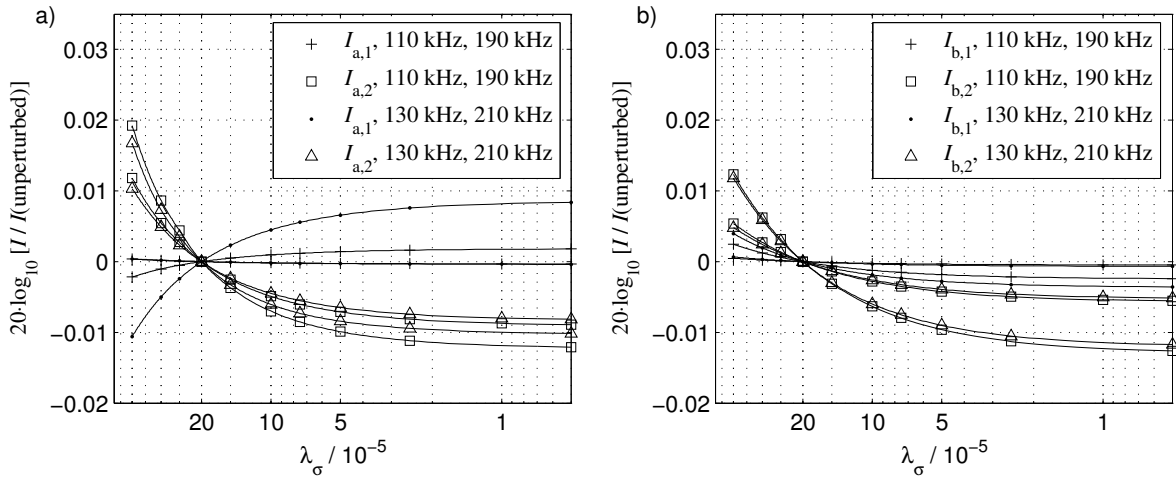 a)
20·log10 [I / I(unperturbed)]
0.03
0.02
0.01
0
−0.01
−0.02
20
10
5
1
λσ / 10−5
Ia,1, 110 kHz, 190 kHz
Ia,2, 110 kHz, 190 kHz
Ia,1, 130 kHz, 210 kHz
Ia,2, 130 kHz, 210 kHz
b)
20·log10 [I / I(unperturbed)]
0.03
0.02
0.01
0
−0.01
−0.02
20
10
5
1
λσ / 10−5
Ib,1, 110 kHz, 190 kHz
Ib,2, 110 kHz, 190 kHz
Ib,1, 130 kHz, 210 kHz
Ib,2, 130 kHz, 210 kHz